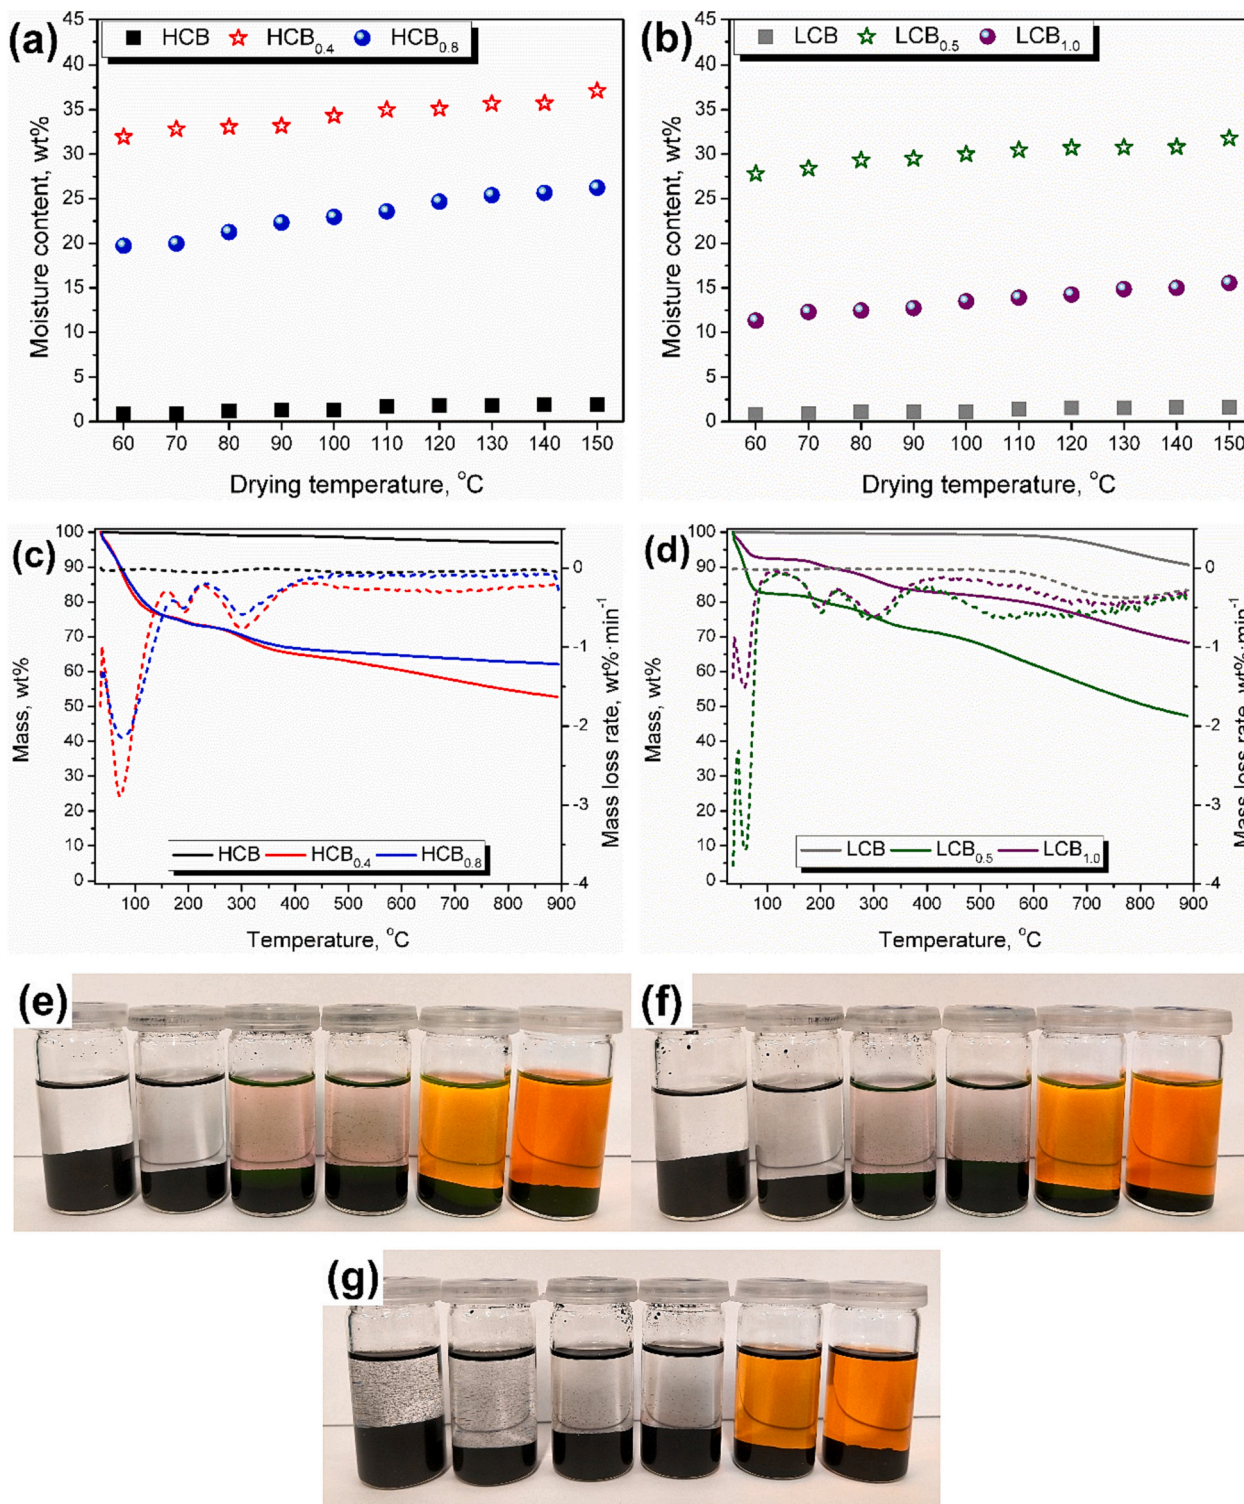 (a)
HCB HCB0.4 HCB0.8
45
40
35
30
25
20
15
10
5
0
Moisture content, wt%
60 70 80 90 100 110 120 130 140 150
Drying temperature, °C
(b)
LCB LCB0.5 LCB1.0
45
40
35
30
25
20
15
10
5
0
Moisture content, wt%
60 70 80 90 100 110 120 130 140 150
Drying temperature, °C
(c)
100
90
80
70
60
50
40
30
20
10
0
Mass, wt%
0
-1
-2
-3
-4
Mass loss rate, wt%·min-1
HCB HCB0.4 HCB0.8
100 200 300 400 500 600 700 800 900
Temperature, °C
(d)
100
90
80
70
60
50
40
30
20
10
0
Mass, wt%
0
-1
-2
-3
-4
Mass loss rate, wt%·min-1
LCB LCB0.5 LCB1.0
100 200 300 400 500 600 700 800 900
Temperature, °C
(e)
(f)
(g)